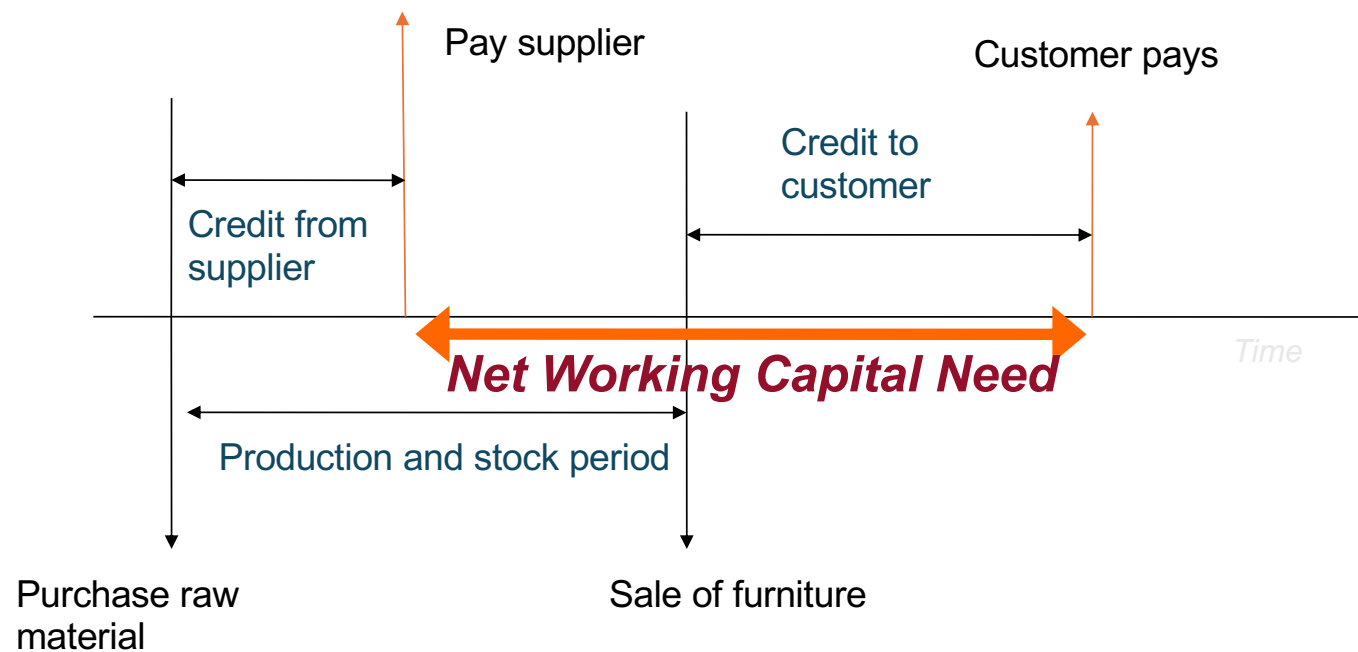 Pay supplier
Customer pays
Credit to
customer
Credit from
supplier
Time
Net Working Capital Need
Production and stock period
Purchase raw
material
Sale of furniture